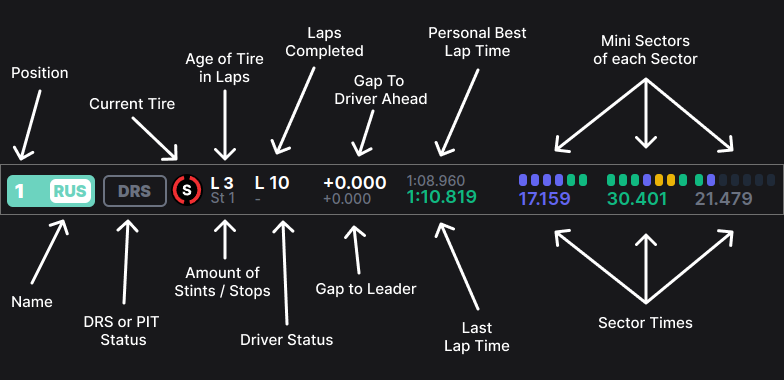 Position
Current Tire
Age of Tire
in Laps
Laps
Completed
Gap To
Driver Ahead
Personal Best
Lap Time
Mini Sectors
of each Sector
1 RUS DRS S L 3 L 10 +0.000 1:08.960
St 1 - +0.000 1:10.819 17.159 30.401 21.479
Name
DRS or PIT
Status
Amount of
Stints / Stops
Driver Status
Gap to Leader
Last
Lap Time
Sector Times